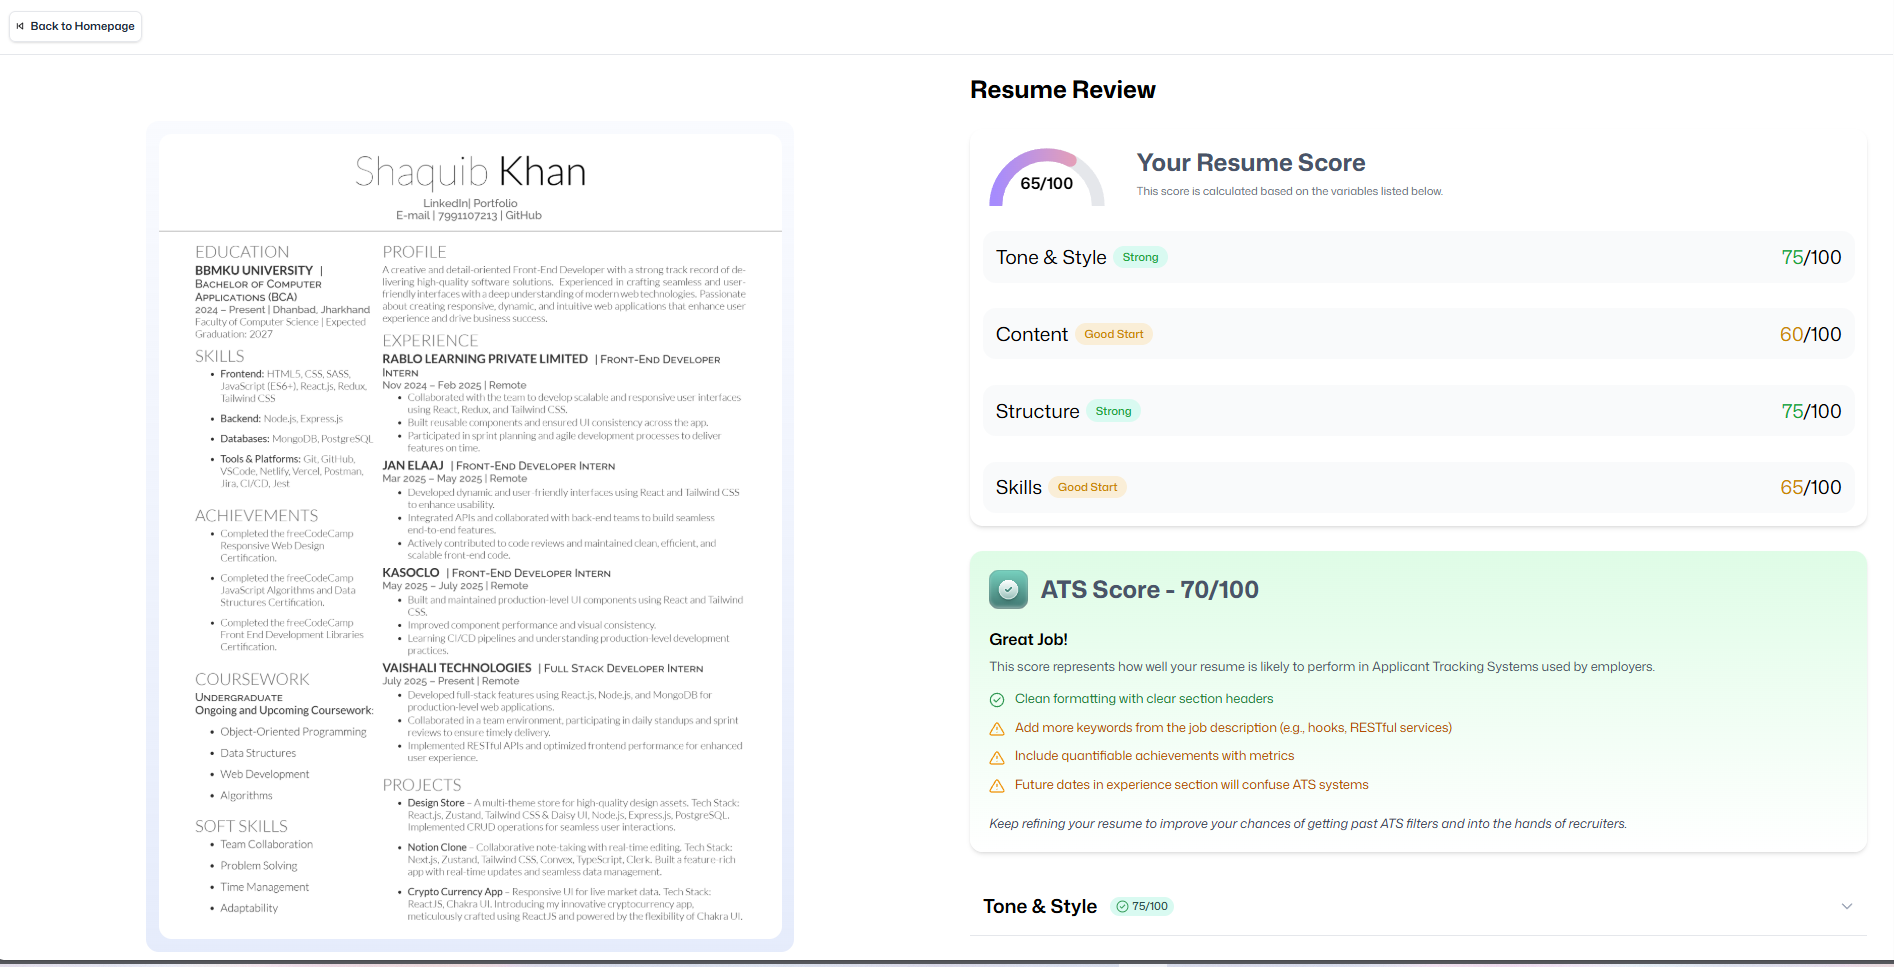 Back to Homepage
Shaquib Khan
LinkedIn| Portfolio
E-mail | 7991107213 | GitHub
EDUCATION
BBMKU UNIVERSITY |
BACHELOR OF COMPUTER
APPLICATIONS (BCA)
2024 – Present | Dhanbad, Jharkhand
Faculty of Computer Science | Expected
Graduation: 2027
SKILLS
• Frontend: HTML5, CSS, SASS,
JavaScript (ES6+), React.js, Redux,
Tailwind CSS
• Backend: Node.js, Express.js
• Databases: MongoDB, PostgreSQL
• Tools & Platforms: Git, GitHub,
VSCode, Netlify, Vercel, Postman,
Jira, CI/CD, Jest
ACHIEVEMENTS
• Completed the freeCodeCamp
Responsive Web Design
Certification.
• Completed the freeCodeCamp
JavaScript Algorithms and Data
Structures Certification.
• Completed the freeCodeCamp
Front End Development Libraries
Certification.
COURSEWORK
UNDERGRADUATE
Ongoing and Upcoming Coursework:
• Object-Oriented Programming
• Data Structures
• Web Development
• Algorithms
SOFT SKILLS
• Team Collaboration
• Problem Solving
• Time Management
• Adaptability
PROFILE
A creative and detail-oriented Front-End Developer with a strong track record of de-
livering high-quality software solutions. Experienced in crafting seamless and user-
friendly interfaces with a deep understanding of modern web technologies. Passionate
about creating responsive, dynamic, and intuitive web applications that enhance user
experience and drive business success.
EXPERIENCE
RABLO LEARNING PRIVATE LIMITED | FRONT-END DEVELOPER
INTERN
Nov 2024 – Feb 2025 | Remote
• Collaborated with the team to develop scalable and responsive user interfaces
using React, Redux, and Tailwind CSS.
• Built reusable components and ensured UI consistency across the app.
• Participated in sprint planning and agile development processes to deliver
features on time.
JAN ELAAJ | FRONT-END DEVELOPER INTERN
Mar 2025 – May 2025 | Remote
• Developed dynamic and user-friendly interfaces using React and Tailwind CSS
to enhance usability.
• Integrated APIs and collaborated with back-end teams to build seamless
end-to-end features.
• Actively contributed to code reviews and maintained clean, efficient, and
scalable front-end code.
KASOCLO | FRONT-END DEVELOPER INTERN
May 2025 – July 2025 | Remote
• Built and maintained production-level UI components using React and Tailwind
CSS.
• Improved component performance and visual consistency.
• Learning CI/CD pipelines and understanding production-level development
practices.
VAISHALI TECHNOLOGIES | FULL STACK DEVELOPER INTERN
July 2025 – Present | Remote
• Developed full-stack features using React.js, Node.js, and MongoDB for
production-level web applications.
• Collaborated in a team environment, participating in daily standups and sprint
reviews to ensure timely delivery.
• Implemented RESTful APIs and optimized frontend performance for enhanced
user experience.
PROJECTS
• Design Store – A multi-theme store for high-quality design assets. Tech Stack:
React.js, Zustand, Tailwind CSS & Daisy UI, Node.js, Express.js, PostgreSQL.
Implemented CRUD operations for seamless user interactions.
• Notion Clone – Collaborative note-taking with real-time editing. Tech Stack:
Next.js, Zustand, Tailwind CSS, Convex, TypeScript, Clerk. Built a feature-rich
app with real-time updates and seamless data management.
• Crypto Currency App – Responsive UI for live market data. Tech Stack:
ReactJS, Chakra UI. Introducing my innovative cryptocurrency app,
meticulously crafted using ReactJS and powered by the flexibility of Chakra UI.
Resume Review
65/100
Your Resume Score
This score is calculated based on the variables listed below.
Tone & Style Strong 75/100
Content Good Start 60/100
Structure Strong 75/100
Skills Good Start 65/100
ATS Score - 70/100
Great Job!
This score represents how well your resume is likely to perform in Applicant Tracking Systems used by employers.
Clean formatting with clear section headers
Add more keywords from the job description (e.g., hooks, RESTful services)
Include quantifiable achievements with metrics
Future dates in experience section will confuse ATS systems
Keep refining your resume to improve your chances of getting past ATS filters and into the hands of recruiters.
Tone & Style 75/100